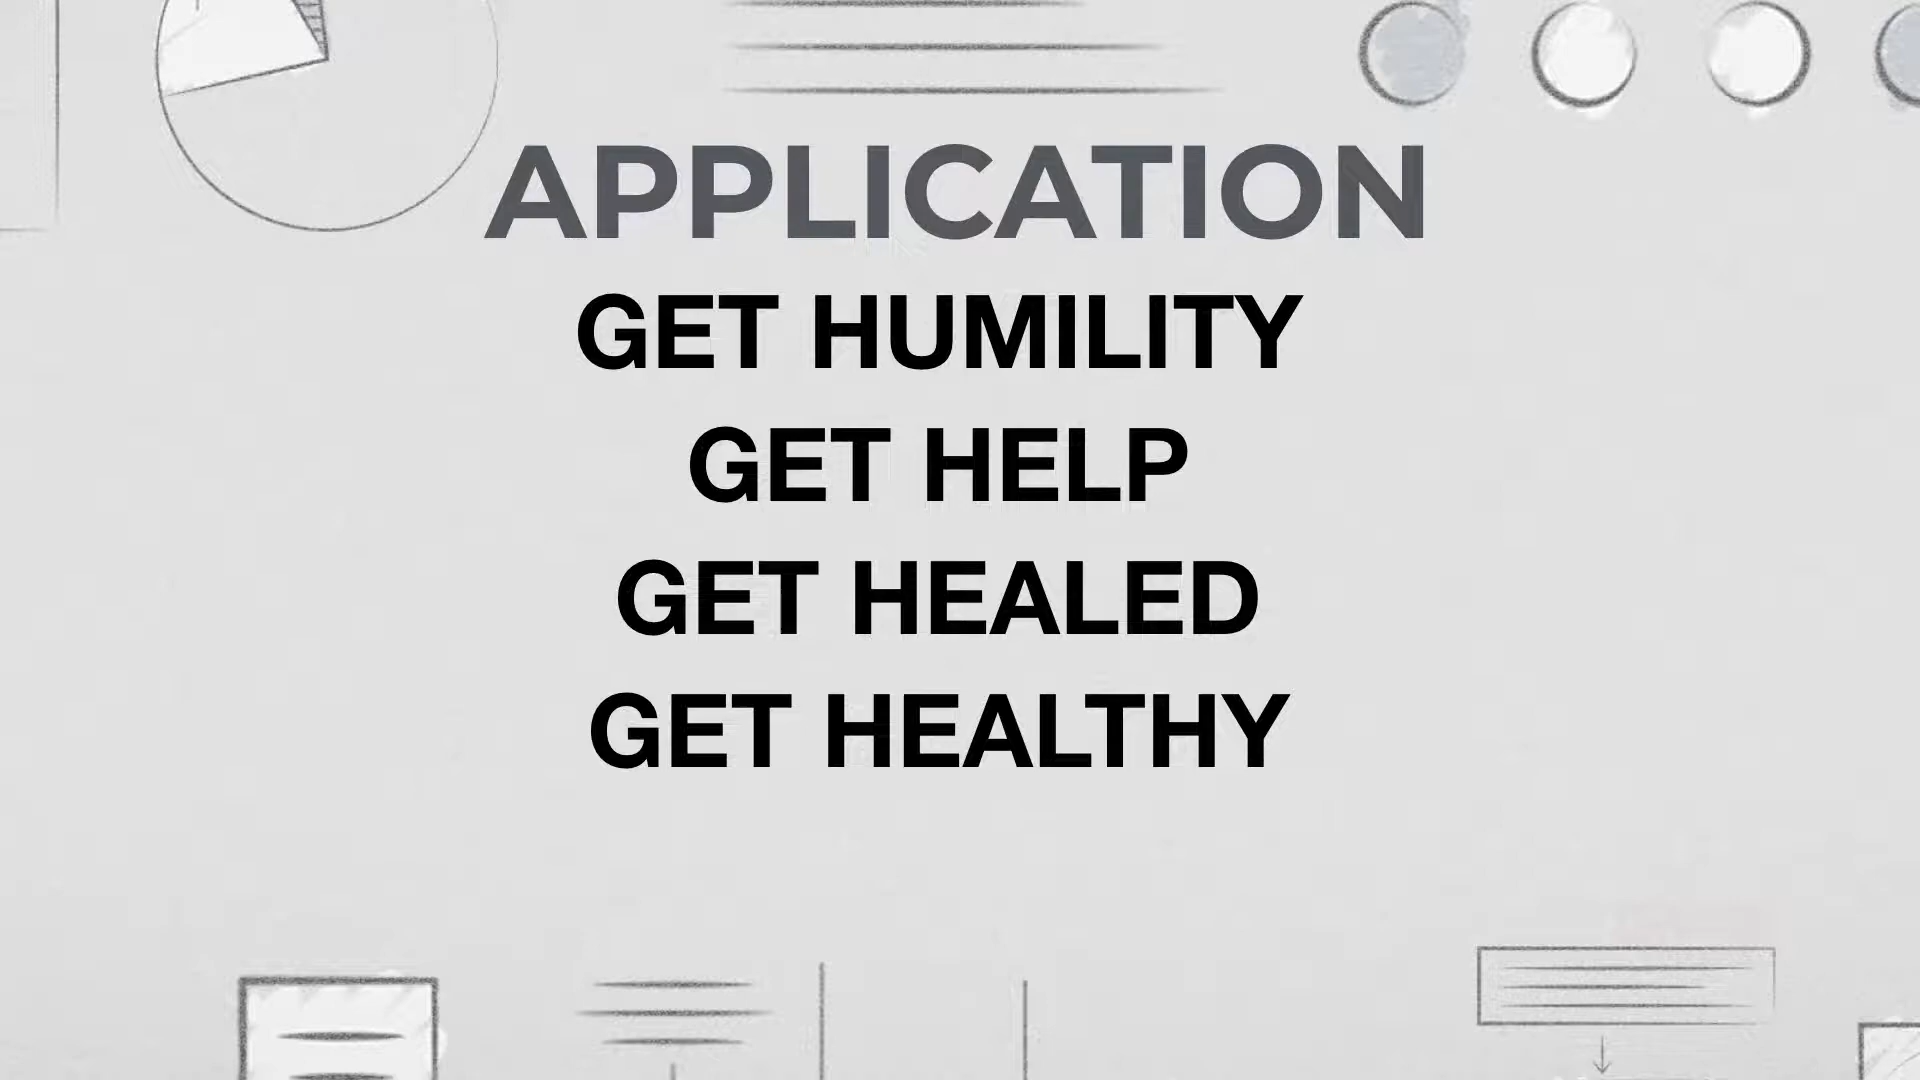 APPLICATION
GET HUMILITY
GET HELP
GET HEALED
GET HEALTHY